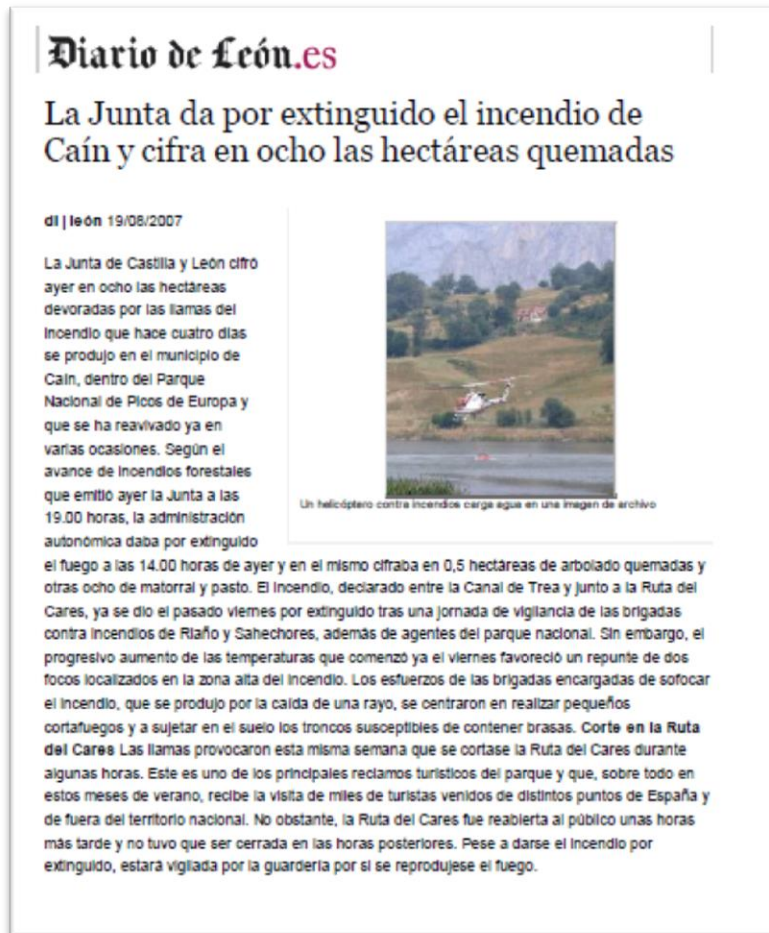 Diario de León.es
La Junta da por extinguido el incendio de
Caín y cifra en ocho las hectáreas quemadas
dl | león 19/08/2007
La Junta de Castilla y León cifró
ayer en ocho las hectáreas
devoradas por las llamas del
incendio que hace cuatro días
se produjo en el municipio de
Caín, dentro del Parque
Nacional de Picos de Europa y
que se ha reavivado ya en
varias ocasiones. Según el
avance de incendios forestales
que emitió ayer la Junta a las
19.00 horas, la administración
autonómica daba por extinguido
Un helicóptero contra incendios carga agua en una imagen de archivo
el fuego a las 14.00 horas de ayer y en el mismo cifraba en 0,5 hectáreas de arbolado quemadas y
otras ocho de matorral y pasto. El incendio, declarado entre la Canal de Trea y junto a la Ruta del
Cares, ya se dio el pasado viernes por extinguido tras una jornada de vigilancia de las brigadas
contra incendios de Riaño y Sahechores, además de agentes del parque nacional. Sin embargo, el
progresivo aumento de las temperaturas que comenzó ya el viernes favoreció un repunte de dos
focos localizados en la zona alta del incendio. Los esfuerzos de las brigadas encargadas de sofocar
el incendio, que se produjo por la caída de una rayo, se centraron en realizar pequeños
cortafuegos y a sujetar en el suelo los troncos susceptibles de contener brasas. Corte en la Ruta
del Cares Las llamas provocaron esta misma semana que se cortase la Ruta del Cares durante
algunas horas. Este es uno de los principales reclamos turísticos del parque y que, sobre todo en
estos meses de verano, recibe la visita de miles de turistas venidos de distintos puntos de España y
de fuera del territorio nacional. No obstante, la Ruta del Cares fue reabierta al público unas horas
más tarde y no tuvo que ser cerrada en las horas posteriores. Pese a darse el incendio por
extinguido, estará vigilada por la guardería por si se reprodujese el fuego.